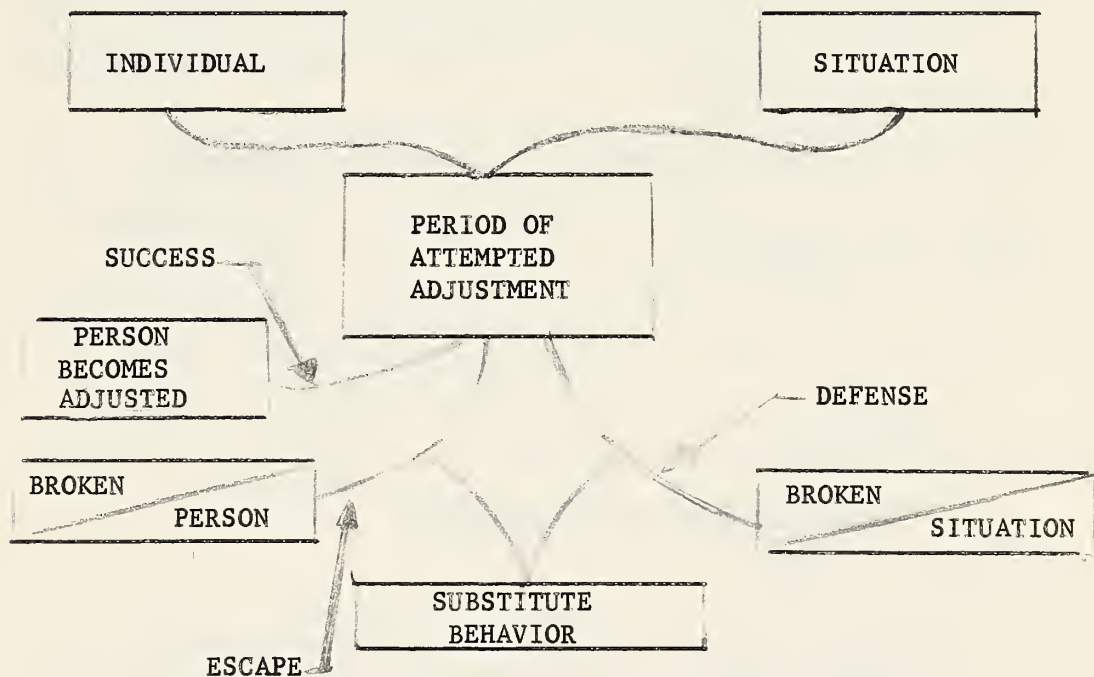 INDIVIDUAL
SITUATION
PERIOD OF
ATTEMPTED
ADJUSTMENT
SUCCESS
PERSON
BECOMES
ADJUSTED
DEFENSE
BROKEN
PERSON
BROKEN
SITUATION
SUBSTITUTE
BEHAVIOR
ESCAPE